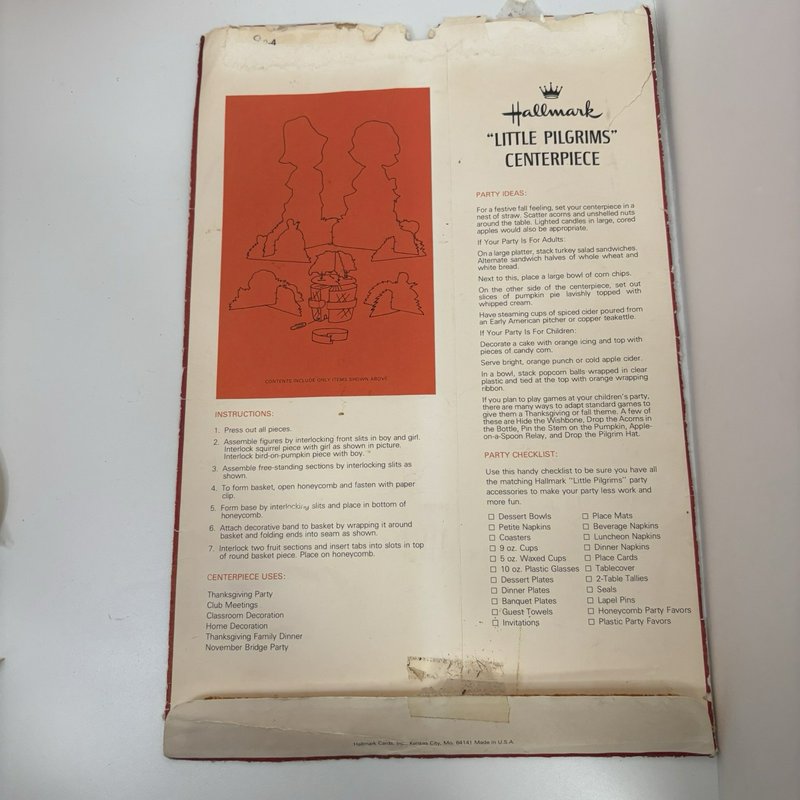 Hallmark
"LITTLE PILGRIMS"
CENTERPIECE
CONTENTS INCLUDE ONLY ITEMS SHOWN ABOVE
INSTRUCTIONS:
1. Press out all pieces.
2. Assemble figures by interlocking front slits in boy and girl.
Interlock squirrel piece with girl as shown in picture.
Interlock bird-on-pumpkin piece with boy.
3. Assemble free-standing sections by interlocking slits as
shown.
4. To form basket, open honeycomb and fasten with paper
clip.
5. Form base by interlocking slits and place in bottom of
honeycomb.
6. Attach decorative band to basket by wrapping it around
basket and folding ends into seam as shown.
7. Interlock two fruit sections and insert tabs into slots in top
of round basket piece. Place on honeycomb.
CENTERPIECE USES:
Thanksgiving Party
Club Meetings
Classroom Decoration
Home Decoration
Thanksgiving Family Dinner
November Bridge Party
PARTY IDEAS:
For a festive fall feeling, set your centerpiece in a
nest of straw. Scatter acorns and unshelled nuts
around the table. Lighted candles in large, cored
apples would also be appropriate.
If Your Party Is For Adults:
On a large platter, stack turkey salad sandwiches.
Alternate sandwich halves of whole wheat and
white bread.
Next to this, place a large bowl of corn chips.
On the other side of the centerpiece, set out
slices of pumpkin pie lavishly topped with
whipped cream.
Have steaming cups of spiced cider poured from
an Early American pitcher or copper teakettle.
If Your Party Is For Children:
Decorate a cake with orange icing and top with
pieces of candy corn.
Serve bright, orange punch or cold apple cider.
In a bowl, stack popcorn balls wrapped in clear
plastic and tied at the top with orange wrapping
ribbon.
If you plan to play games at your children's party,
there are many ways to adapt standard games to
give them a Thanksgiving or fall theme. A few of
these are Hide the Wishbone, Drop the Acorns in
the Bottle, Pin the Stem on the Pumpkin, Apple-
on-a-Spoon Relay, and Drop the Pilgrim Hat.
PARTY CHECKLIST:
Use this handy checklist to be sure you have all
the matching Hallmark "Little Pilgrims" party
accessories to make your party less work and
more fun.
Dessert Bowls
Petite Napkins
Coasters
9 oz. Cups
5 oz. Waxed Cups
10 oz. Plastic Glasses
Dessert Plates
Dinner Plates
Banquet Plates
Guest Towels
Invitations
Place Mats
Beverage Napkins
Luncheon Napkins
Dinner Napkins
Place Cards
Tablecover
2-Table Tallies
Seals
Lapel Pins
Honeycomb Party Favors
Plastic Party Favors
Hallmark Cards, Inc., Kansas City, Mo. 64141 Made in U.S.A.